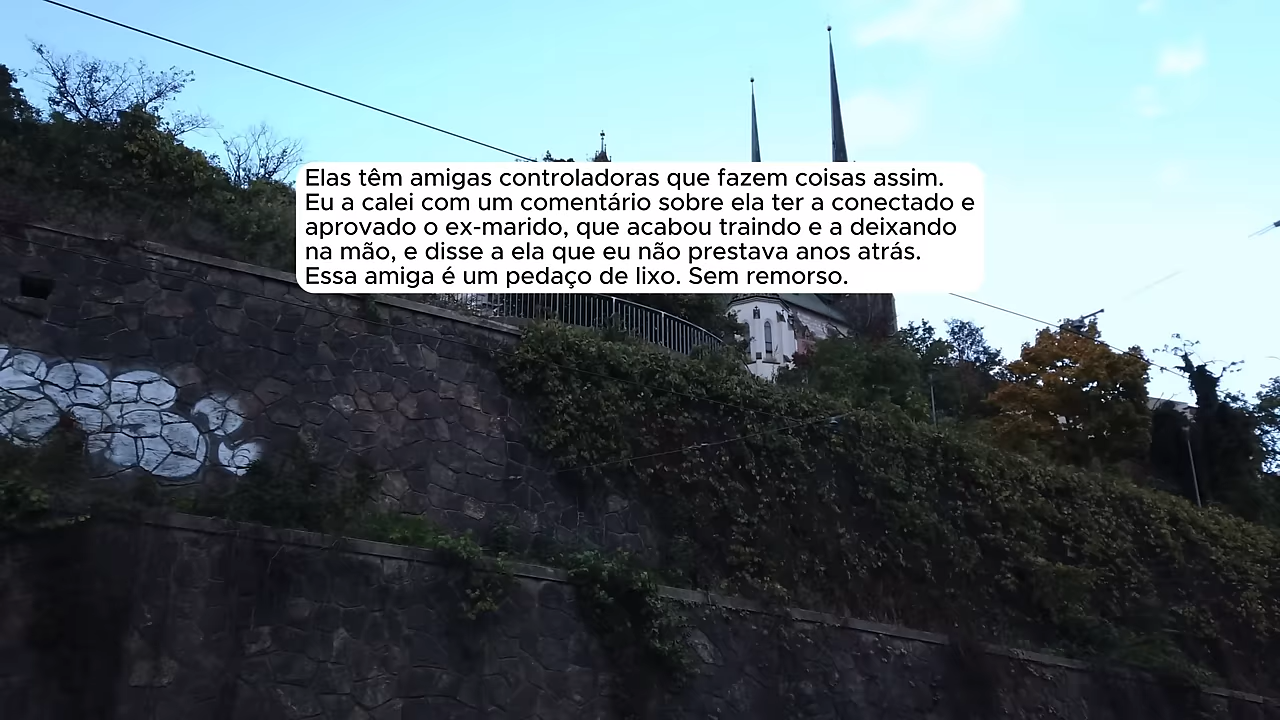 Elas têm amigas controladoras que fazem coisas assim.
Eu a calei com um comentário sobre ela ter a conectado e
aprovado o ex-marido, que acabou traindo e a deixando
na mão, e disse a ela que eu não prestava anos atrás.
Essa amiga é um pedaço de lixo. Sem remorso.